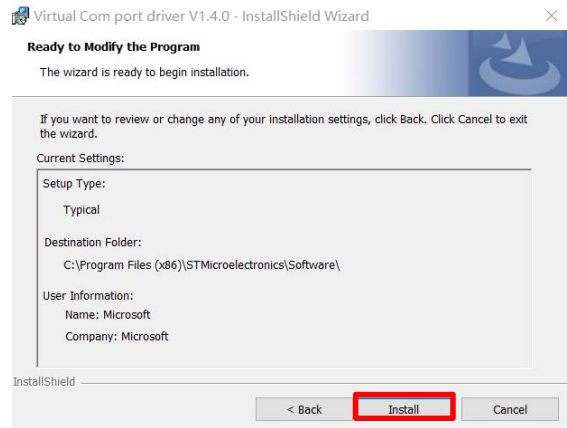 Virtual Com port driver V1.4.0 - InstallShield Wizard
Ready to Modify the Program
The wizard is ready to begin installation.
If you want to review or change any of your installation settings, click Back. Click Cancel to exit
the wizard.
Current Settings:
Setup Type:
Typical
Destination Folder:
C:\Program Files (x86)\STMicroelectronics\Software\
User Information:
Name: Microsoft
Company: Microsoft
InstallShield
< Back Install Cancel